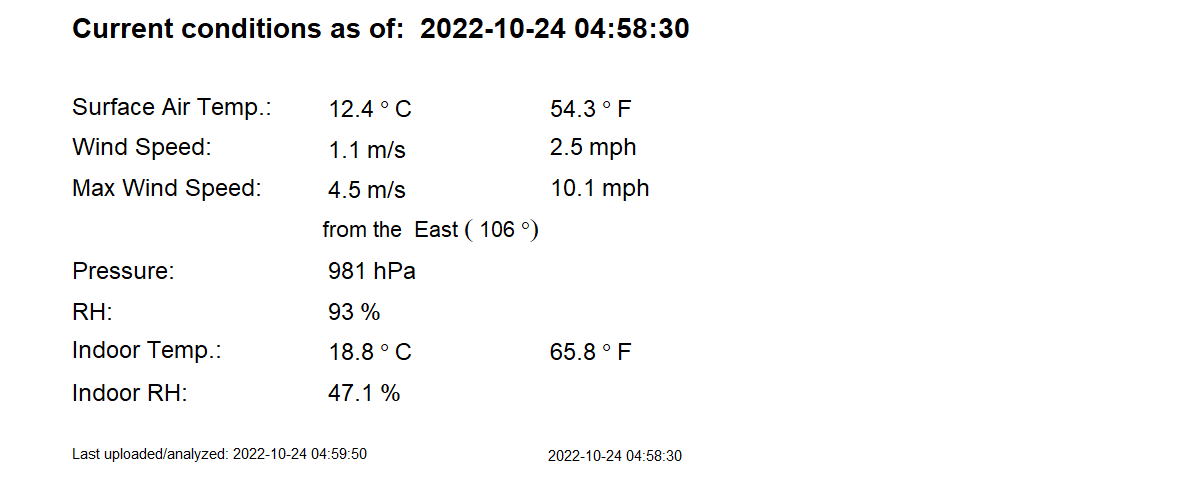 Current conditions as of:  2022-10-24 04:58:30
Surface Air Temp.: 12.4 ° C 54.3 ° F
Wind Speed: 1.1 m/s 2.5 mph
Max Wind Speed: 4.5 m/s 10.1 mph
from the  East ( 106 °)
Pressure: 981 hPa
RH: 93 %
Indoor Temp.: 18.8 ° C 65.8 ° F
Indoor RH: 47.1 %
Last uploaded/analyzed: 2022-10-24 04:59:50 2022-10-24 04:58:30